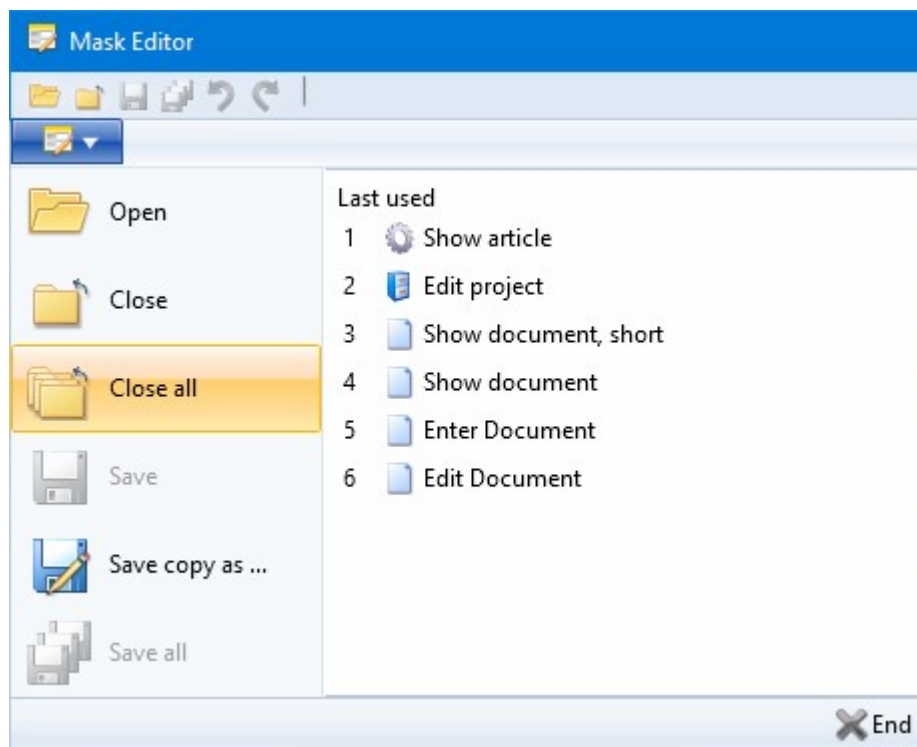 Mask Editor
Open
Close
Close all
Save
Save copy as ...
Save all
Last used
1 Show article
2 Edit project
3 Show document, short
4 Show document
5 Enter Document
6 Edit Document
End